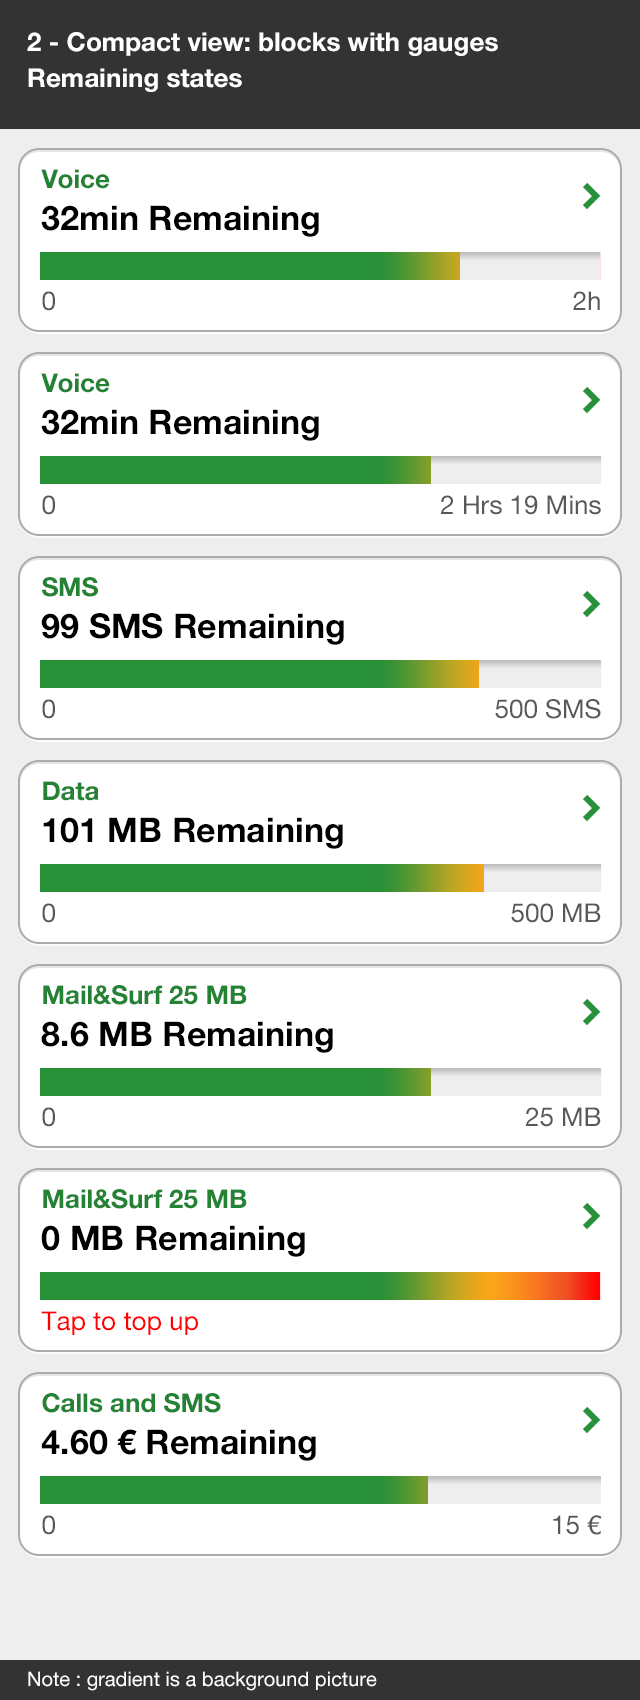 2 - Compact view: blocks with gauges
Remaining states
Voice
32min Remaining
0 2h
Voice
32min Remaining
0 2 Hrs 19 Mins
SMS
99 SMS Remaining
0 500 SMS
Data
101 MB Remaining
0 500 MB
Mail&Surf 25 MB
8.6 MB Remaining
0 25 MB
Mail&Surf 25 MB
0 MB Remaining
Tap to top up
Calls and SMS
4.60 € Remaining
0 15 €
Note : gradient is a background picture